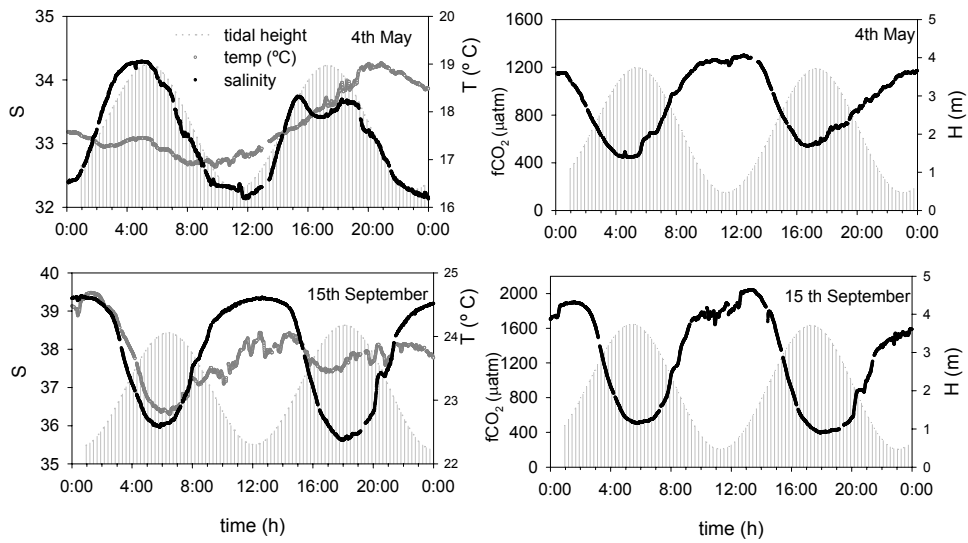 35
34
33
32
S
20
19
18
17
16
T (º C)
tidal height
temp (ºC)
salinity
4th May
0:00 4:00 8:00 12:00 16:00 20:00 0:00
1600
1200
800
400
0
fCO2 (µatm)
5
4
3
2
1
0
H (m)
4th May
0:00 4:00 8:00 12:00 16:00 20:00 0:00
40
39
38
37
36
35
S
25
24
23
22
T (º C)
15th September
0:00 4:00 8:00 12:00 16:00 20:00 0:00
time (h)
2000
1600
1200
800
400
0
fCO2 (µatm)
5
4
3
2
1
0
H (m)
15 th September
0:00 4:00 8:00 12:00 16:00 20:00 0:00
time (h)